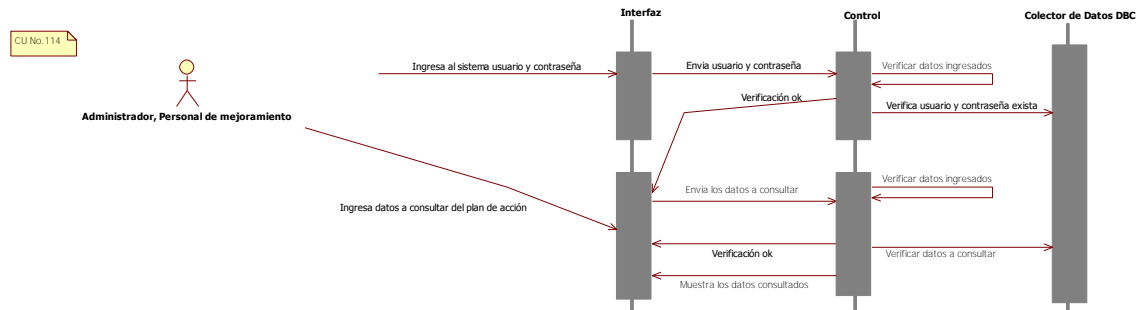 Interfaz
Control
Colector de Datos DBC
CU No.114
Ingresa al sistema usuario y contraseña
Envia usuario y contraseña
Verificar datos ingresados
Verificación ok
Verifica usuario y contraseña exista
Administrador, Personal de mejoramiento
Verificar datos ingresados
Envia los datos a consultar
Ingresa datos a consultar del plan de acción
Verificación ok
Verificar datos a consultar
Muestra los datos consultados